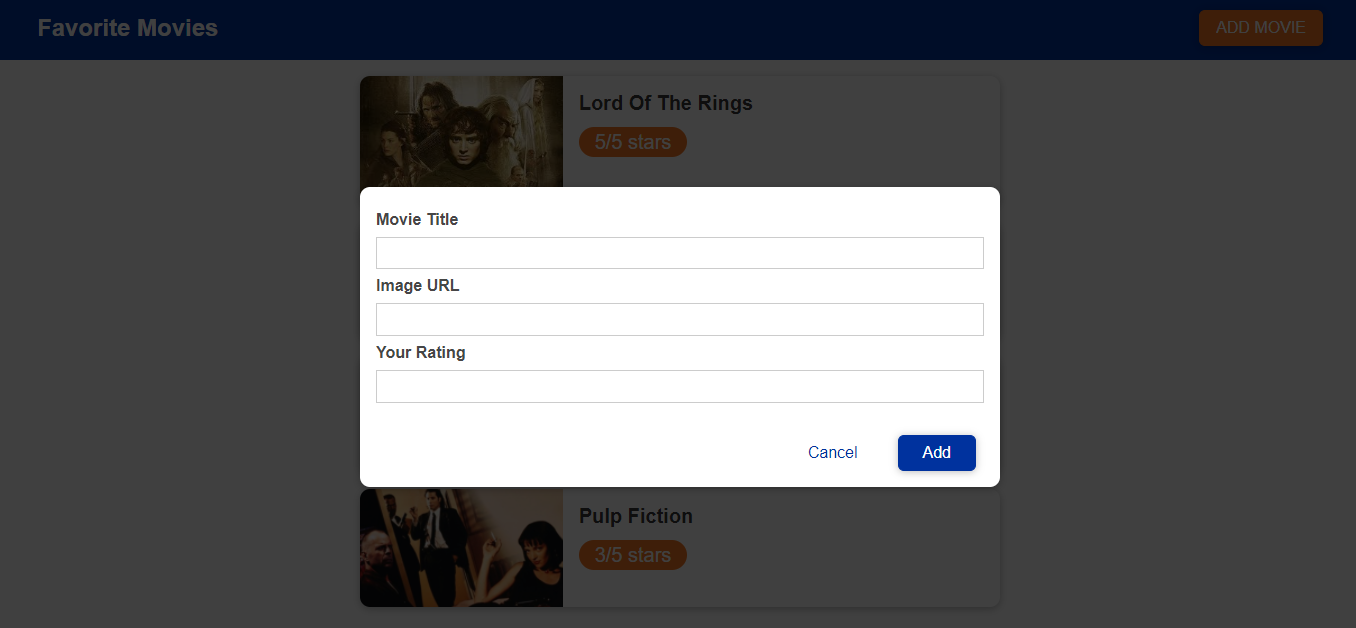 Favorite Movies
ADD MOVIE
Lord Of The Rings
5/5 stars
Movie Title
Image URL
Your Rating
Cancel
Add
Pulp Fiction
3/5 stars